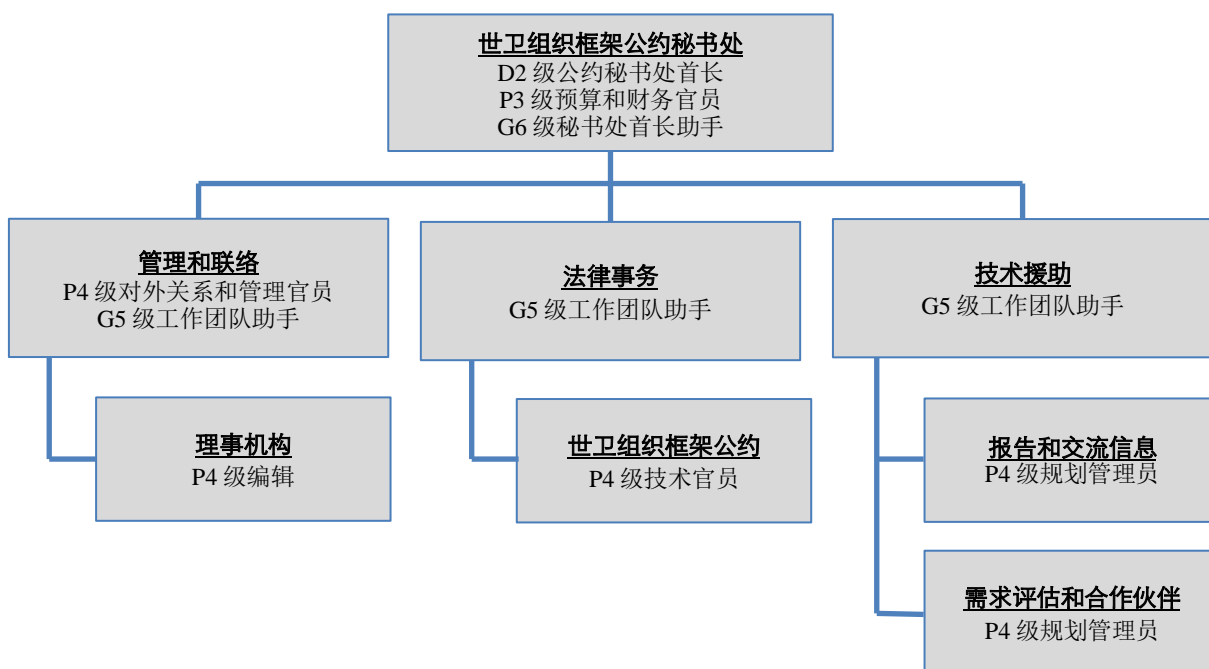 世卫组织框架公约秘书处
D2 级公约秘书处首长
P3 级预算和财务官员
G6 级秘书处首长助手
管理和联络
P4 级对外关系和管理官员
G5 级工作团队助手
法律事务
G5 级工作团队助手
技术援助
G5 级工作团队助手
理事机构
P4 级编辑
世卫组织框架公约
P4 级技术官员
报告和交流信息
P4 级规划管理员
需求评估和合作伙伴
P4 级规划管理员